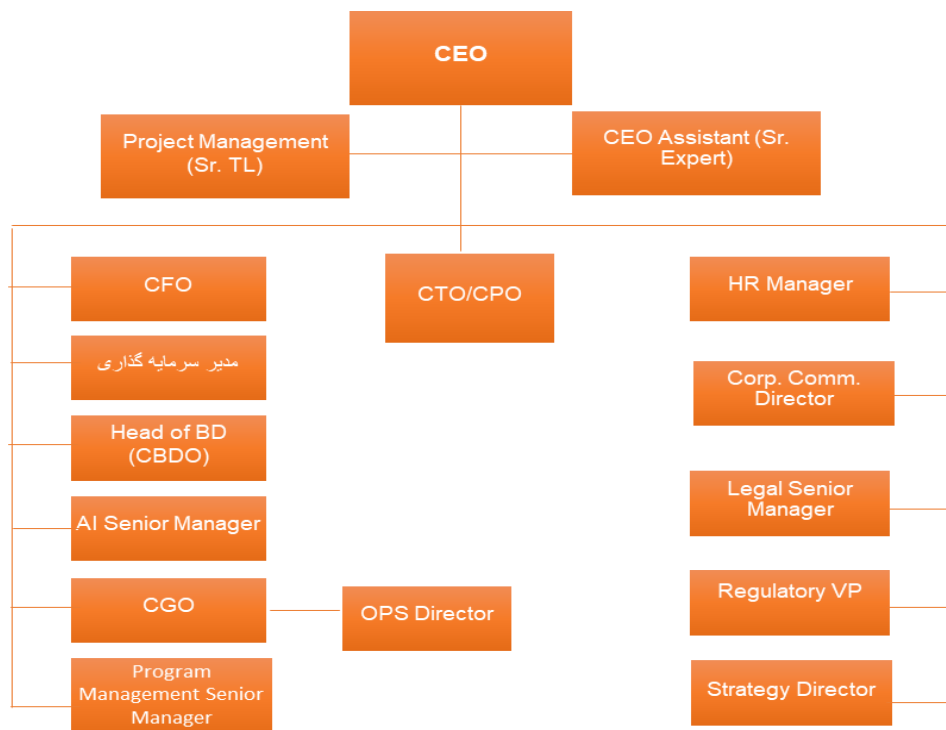 CEO
Project Management
(Sr. TL)
CEO Assistant (Sr.
Expert)
CFO
CTO/CPO
HR Manager
مدیر سرمایه گذاری
Corp. Comm.
Director
Head of BD
(CBDO)
Legal Senior
Manager
AI Senior Manager
CGO
OPS Director
Regulatory VP
Program
Management Senior
Manager
Strategy Director